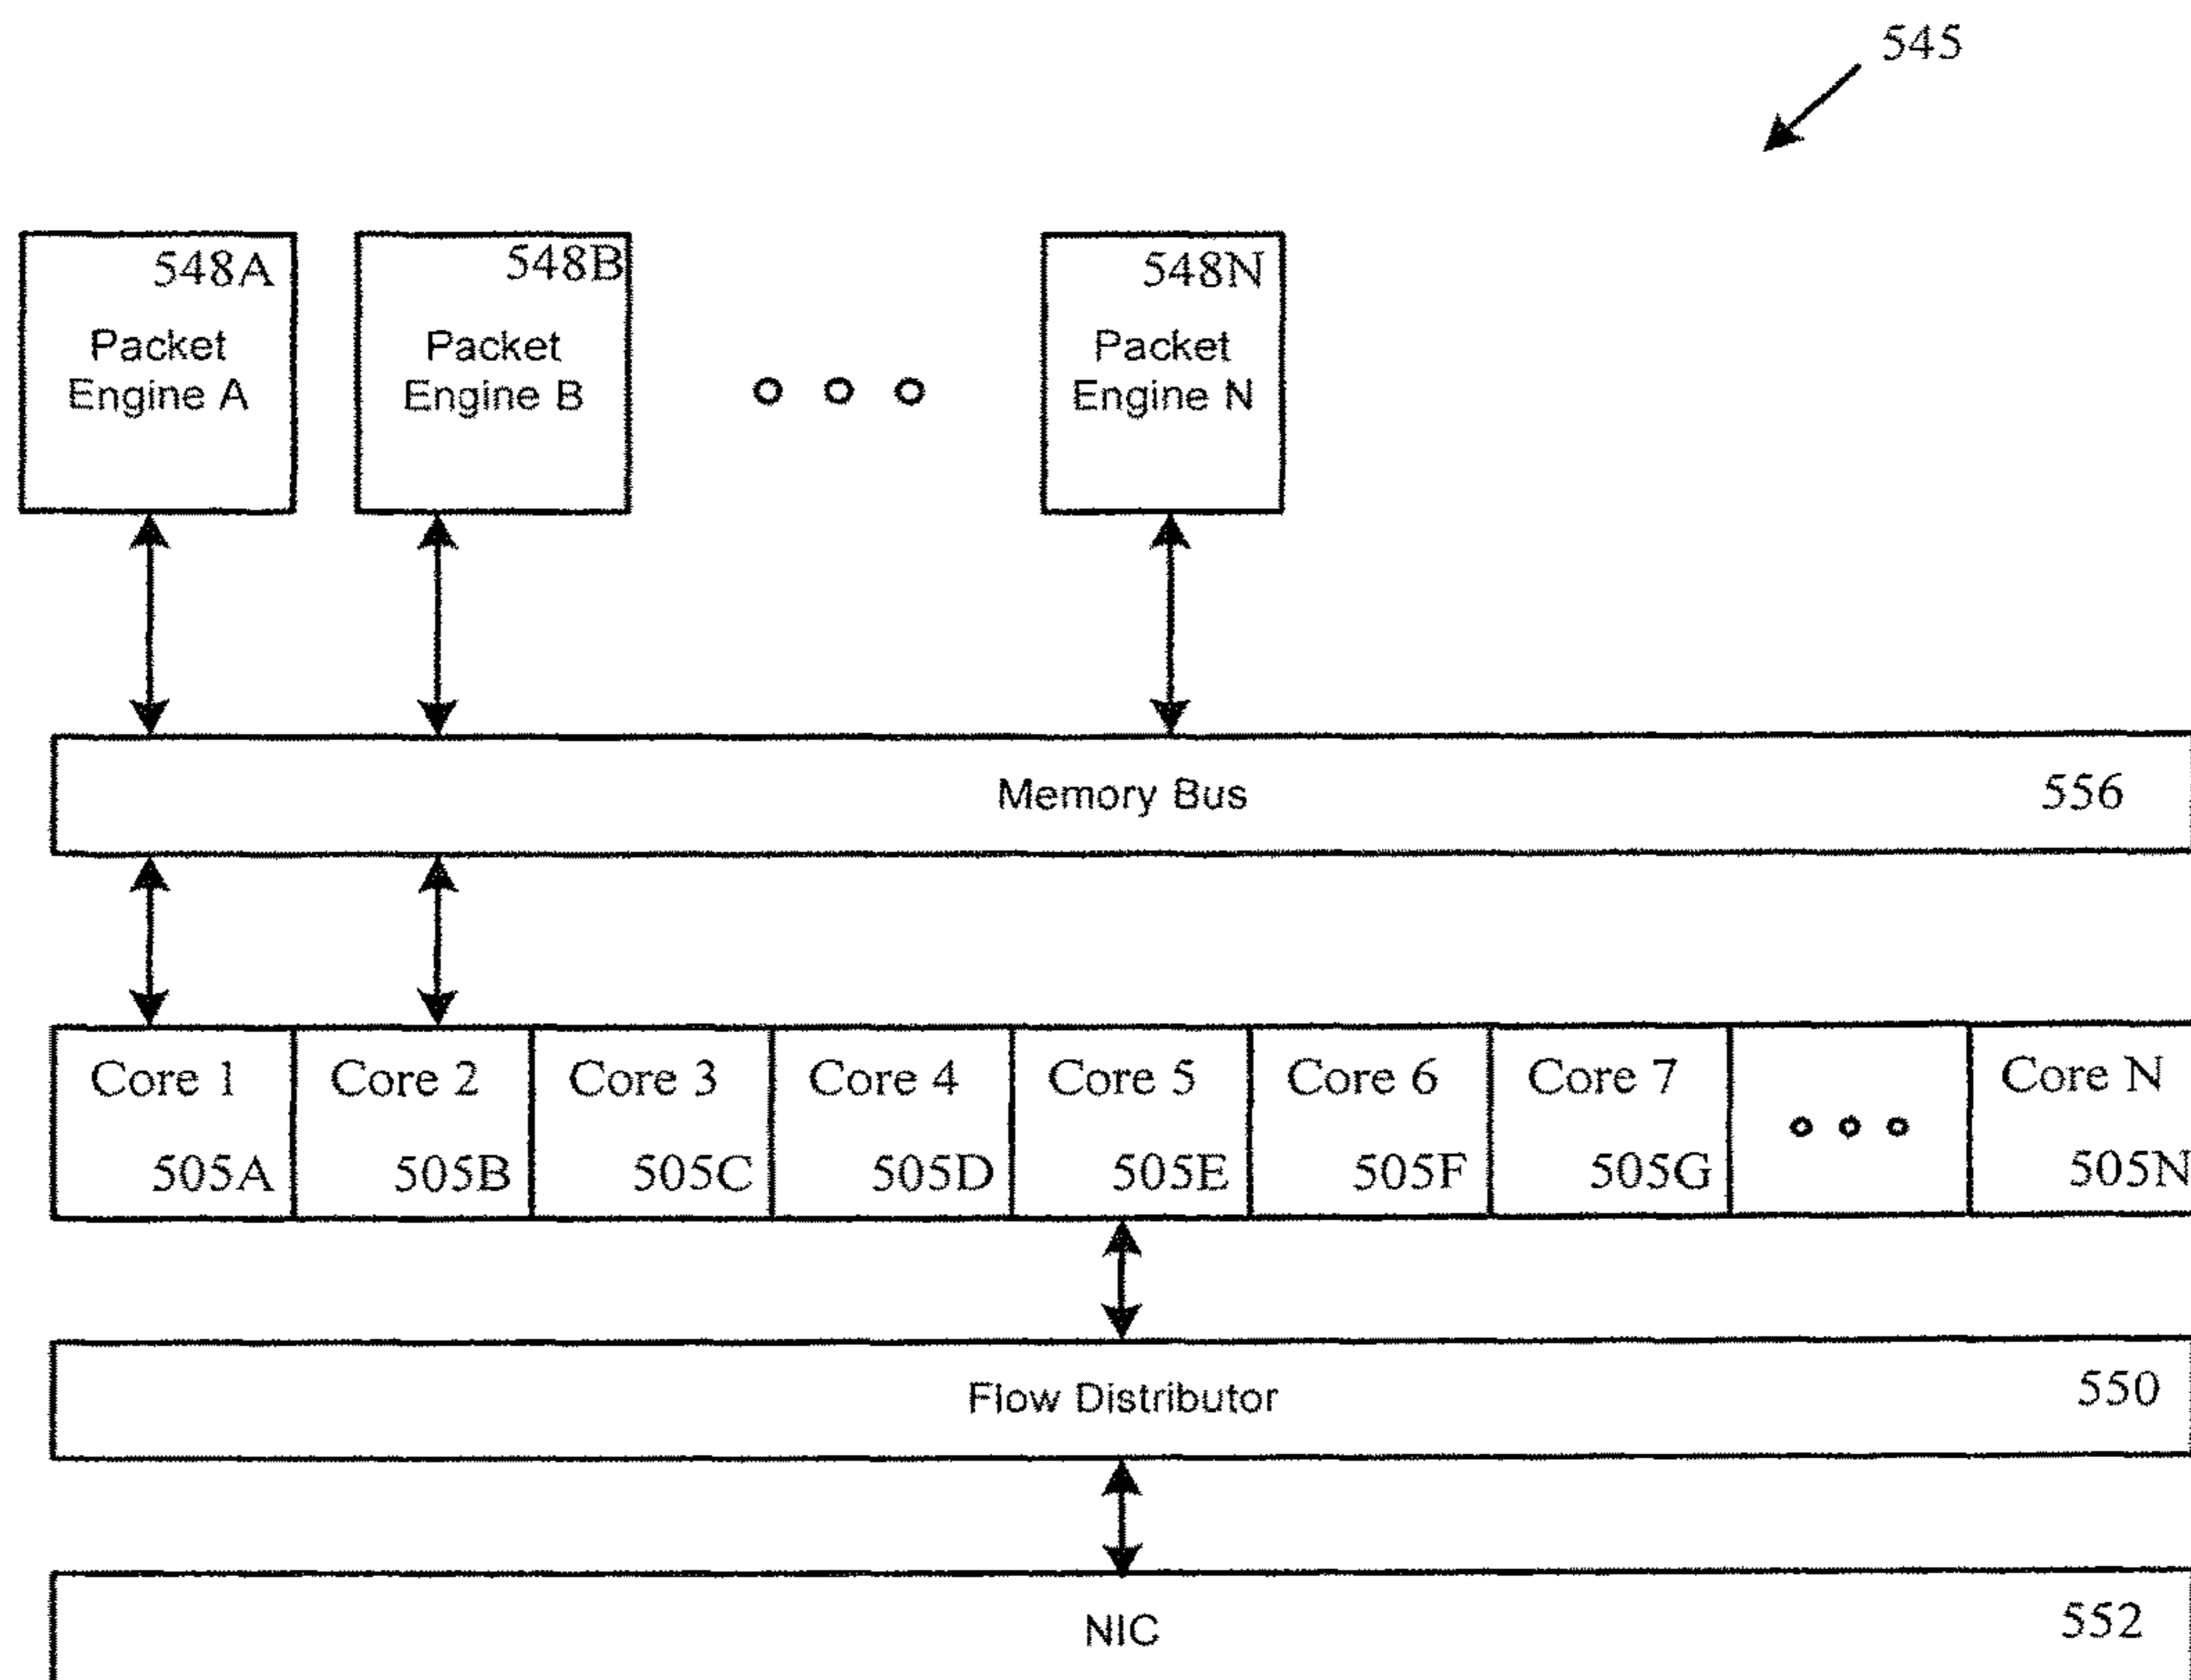 545
548A
Packet
Engine A
548B
Packet
Engine B
548N
Packet
Engine N
Memory Bus 556
Core 1 Core 2 Core 3 Core 4 Core 5 Core 6 Core 7 Core N
505A 505B 505C 505D 505E 505F 505G 505N
Flow Distributor 550
NIC 552